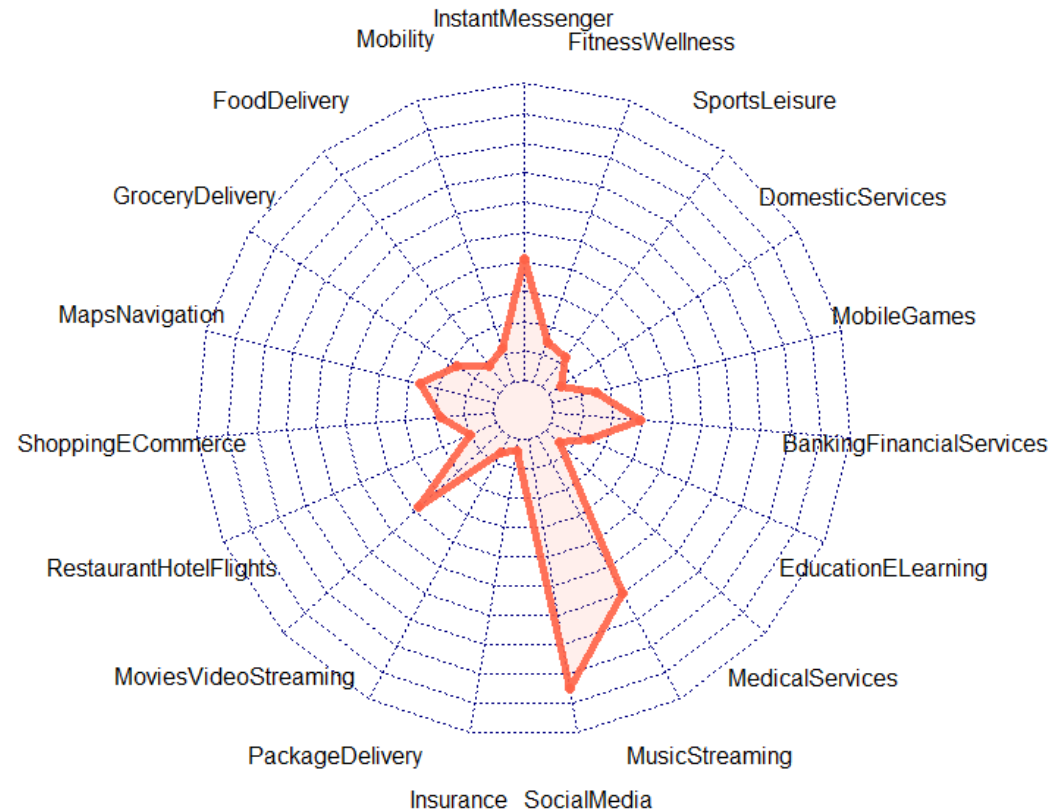 InstantMessenger
Mobility
FitnessWellness
FoodDelivery
SportsLeisure
GroceryDelivery
DomesticServices
MapsNavigation
MobileGames
ShoppingECommerce
BankingFinancialServices
RestaurantHotelFlights
EducationELearning
MoviesVideoStreaming
MedicalServices
PackageDelivery
MusicStreaming
Insurance
SocialMedia